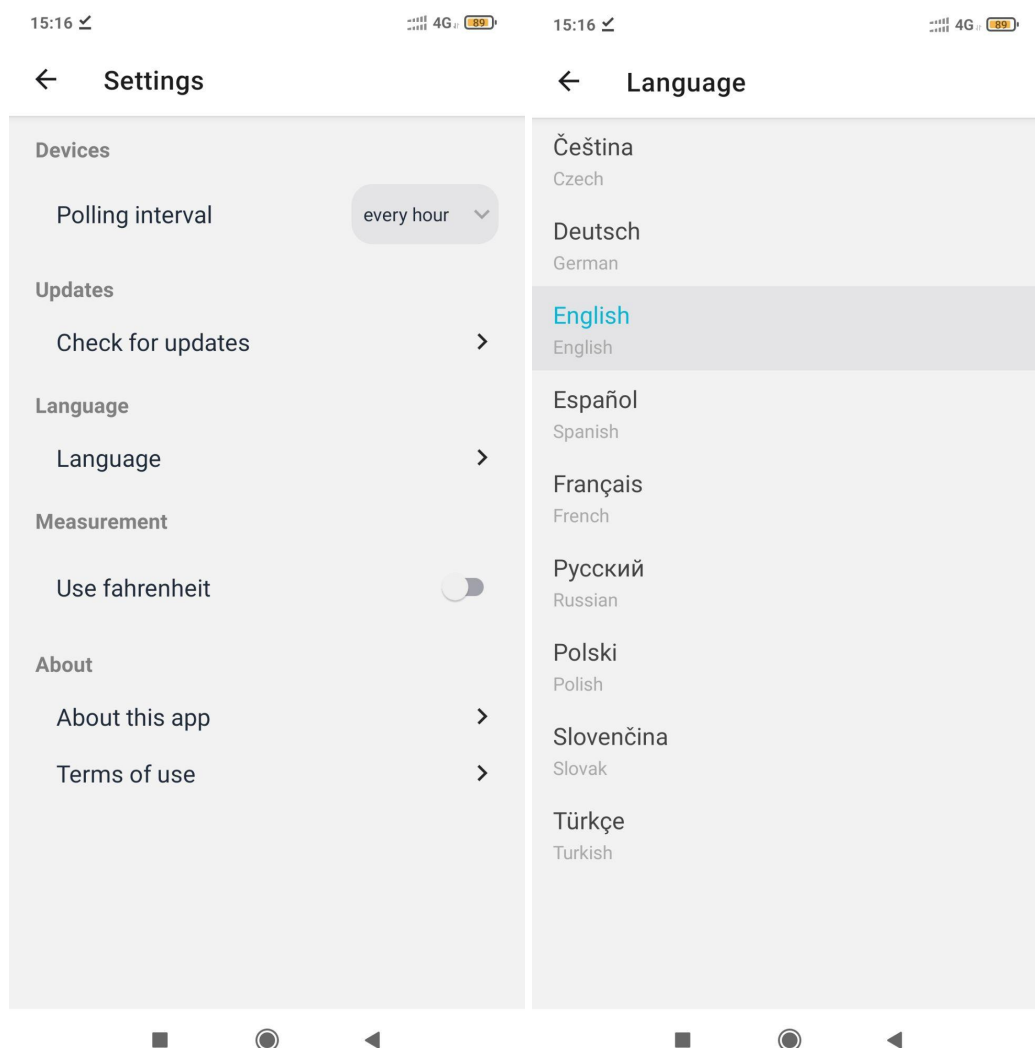 15:16
4G
89
Settings
Devices
Polling interval
every hour
Updates
Check for updates
Language
Language
Measurement
Use fahrenheit
About
About this app
Terms of use
15:16
4G
89
Language
Čeština
Czech
Deutsch
German
English
English
Español
Spanish
Français
French
Русский
Russian
Polski
Polish
Slovenčina
Slovak
Türkçe
Turkish